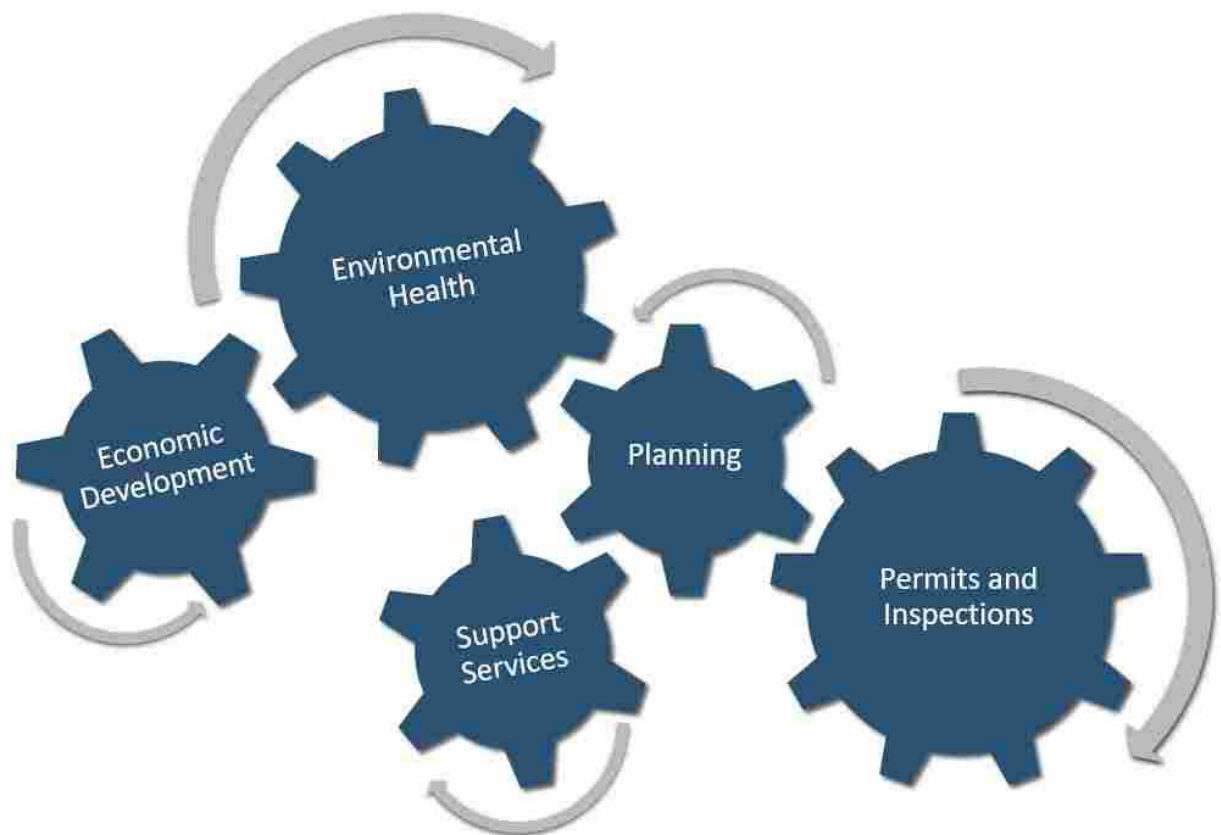 Environmental
Health
Economic
Development
Planning
Support
Services
Permits and
Inspections